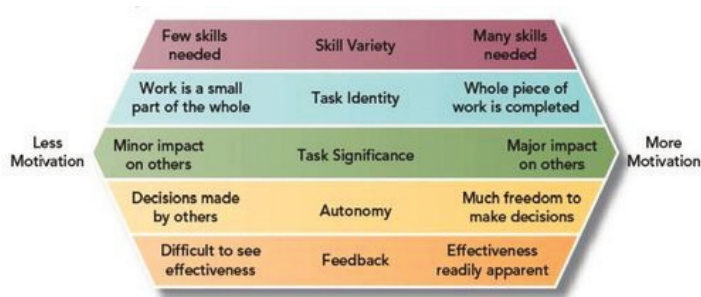 Few skills
needed
Skill Variety
Many skills
needed
Work is a small
part of the whole
Task Identity
Whole piece of
work is completed
Less
Motivation
Minor impact
on others
Task Significance
Major impact
on others
More
Motivation
Decisions made
by others
Autonomy
Much freedom to
make decisions
Difficult to see
effectiveness
Feedback
Effectiveness
readily apparent